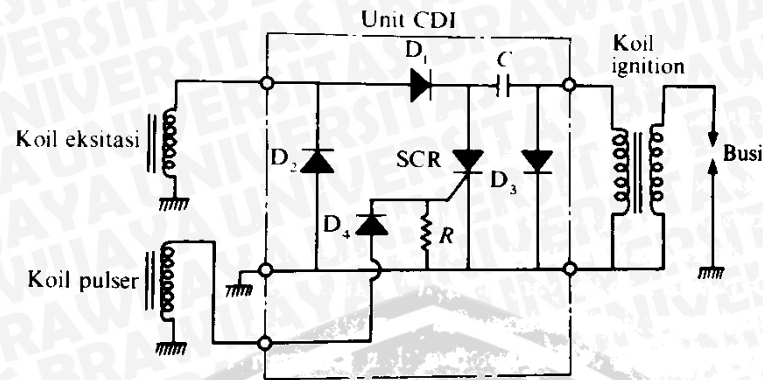 Unit CDI
D₁
C
Koil
ignition
Koil eksitasi
D₂
SCR
D₃
Busi
D₄
R
Koil pulser